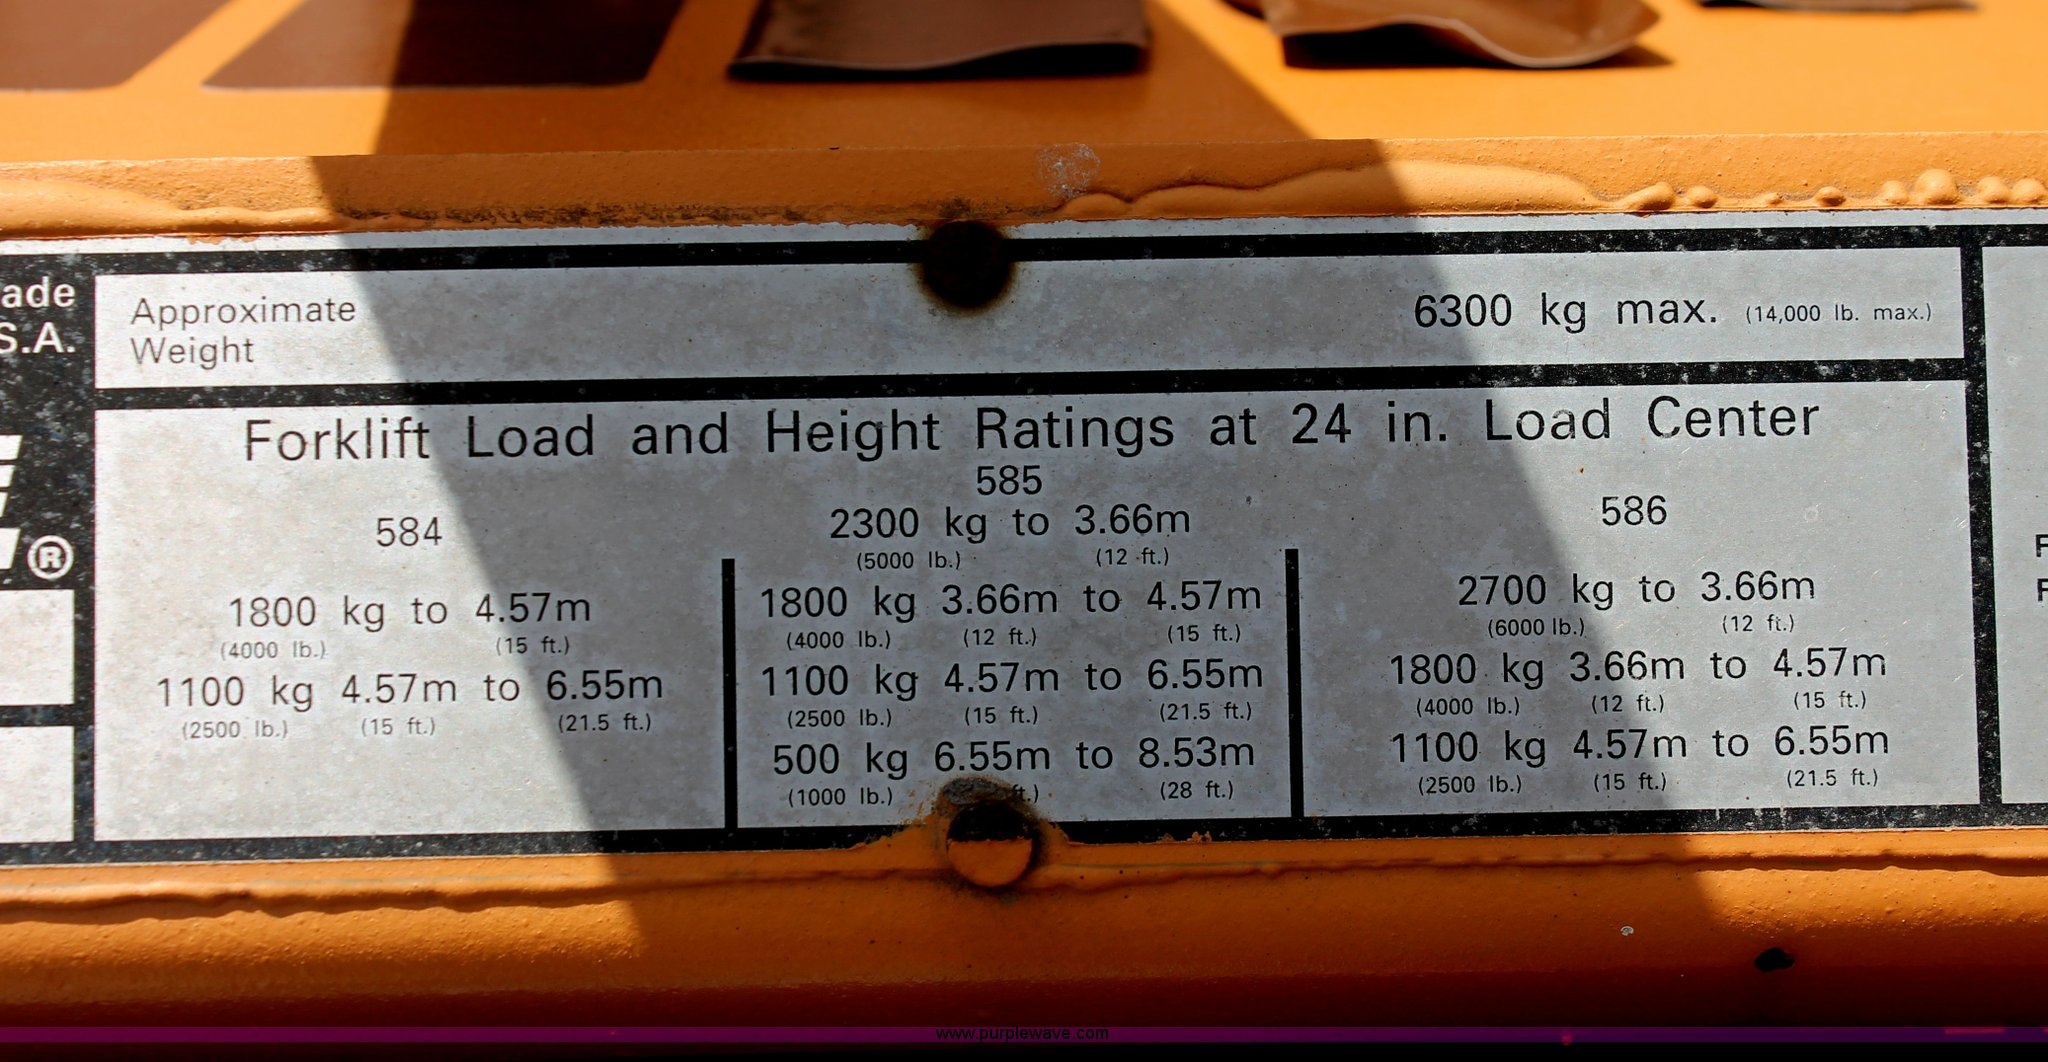 ade
S.A.
E
®
Approximate
Weight
6300 kg max. (14,000 lb. max.)
Forklift Load and Height Ratings at 24 in. Load Center
584
1800 kg to 4.57m
(4000 lb.) (15 ft.)
1100 kg 4.57m to 6.55m
(2500 lb.) (15 ft.) (21.5 ft.)
585
2300 kg to 3.66m
(5000 lb.) (12 ft.)
1800 kg 3.66m to 4.57m
(4000 lb.) (12 ft.) (15 ft.)
1100 kg 4.57m to 6.55m
(2500 lb.) (15 ft.) (21.5 ft.)
500 kg 6.55m to 8.53m
(1000 lb.) ft.) (28 ft.)
586
2700 kg to 3.66m
(6000 lb.) (12 ft.)
1800 kg 3.66m to 4.57m
(4000 lb.) (12 ft.) (15 ft.)
1100 kg 4.57m to 6.55m
(2500 lb.) (15 ft.) (21.5 ft.)
www.purplewave.com